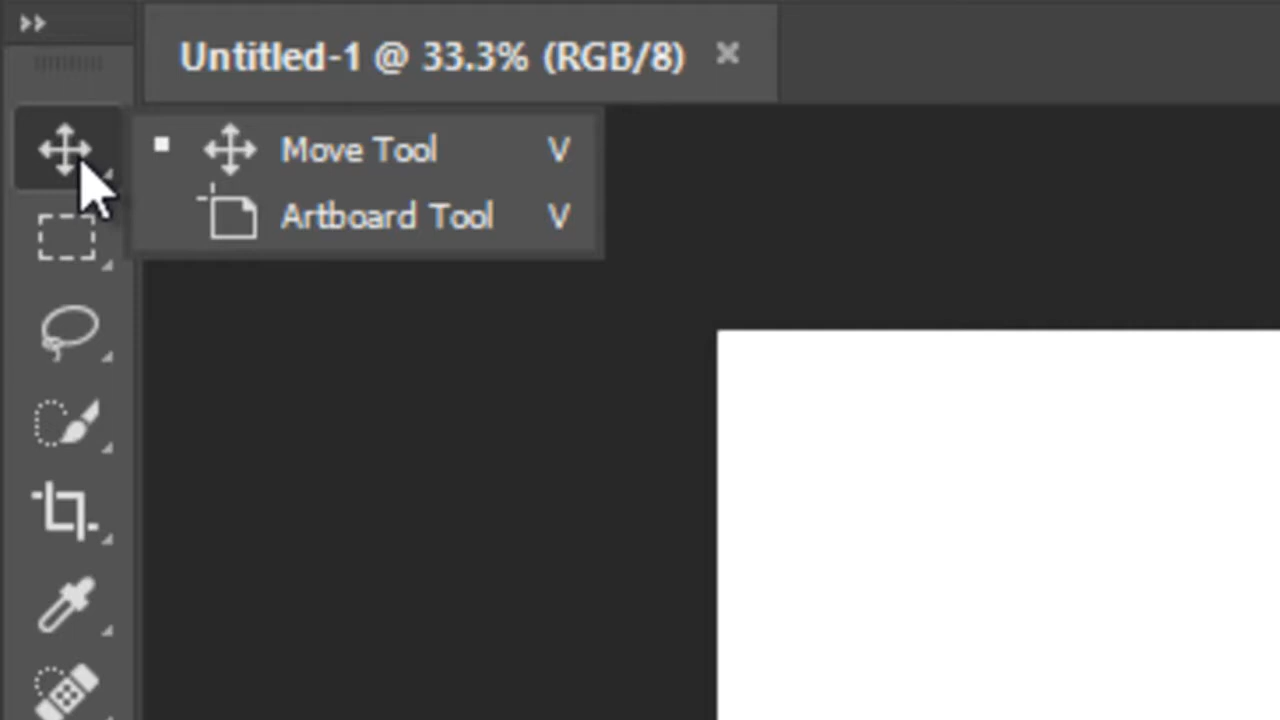 Untitled-1 @ 33.3% (RGB/8) ×
Move Tool V
Artboard Tool V